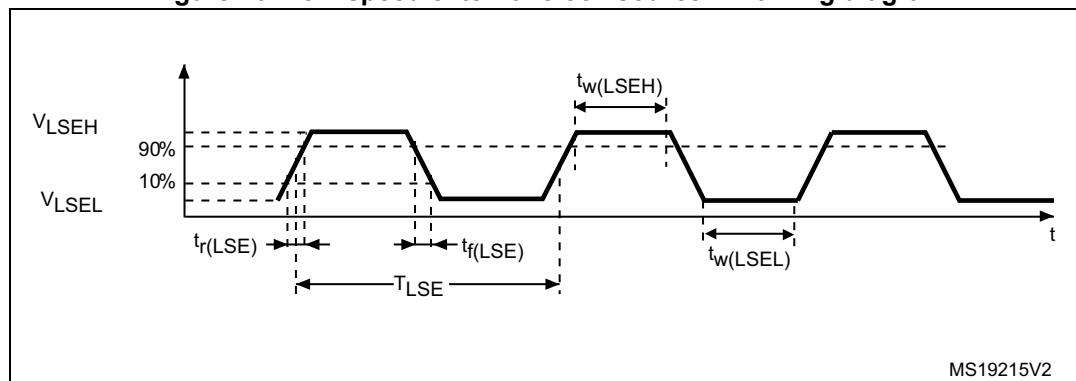 V_LSEH
90%
10%
V_LSEL
t_r(LSE)
t_f(LSE)
T_LSE
t_w(LSEH)
t_w(LSEL)
t
MS19215V2